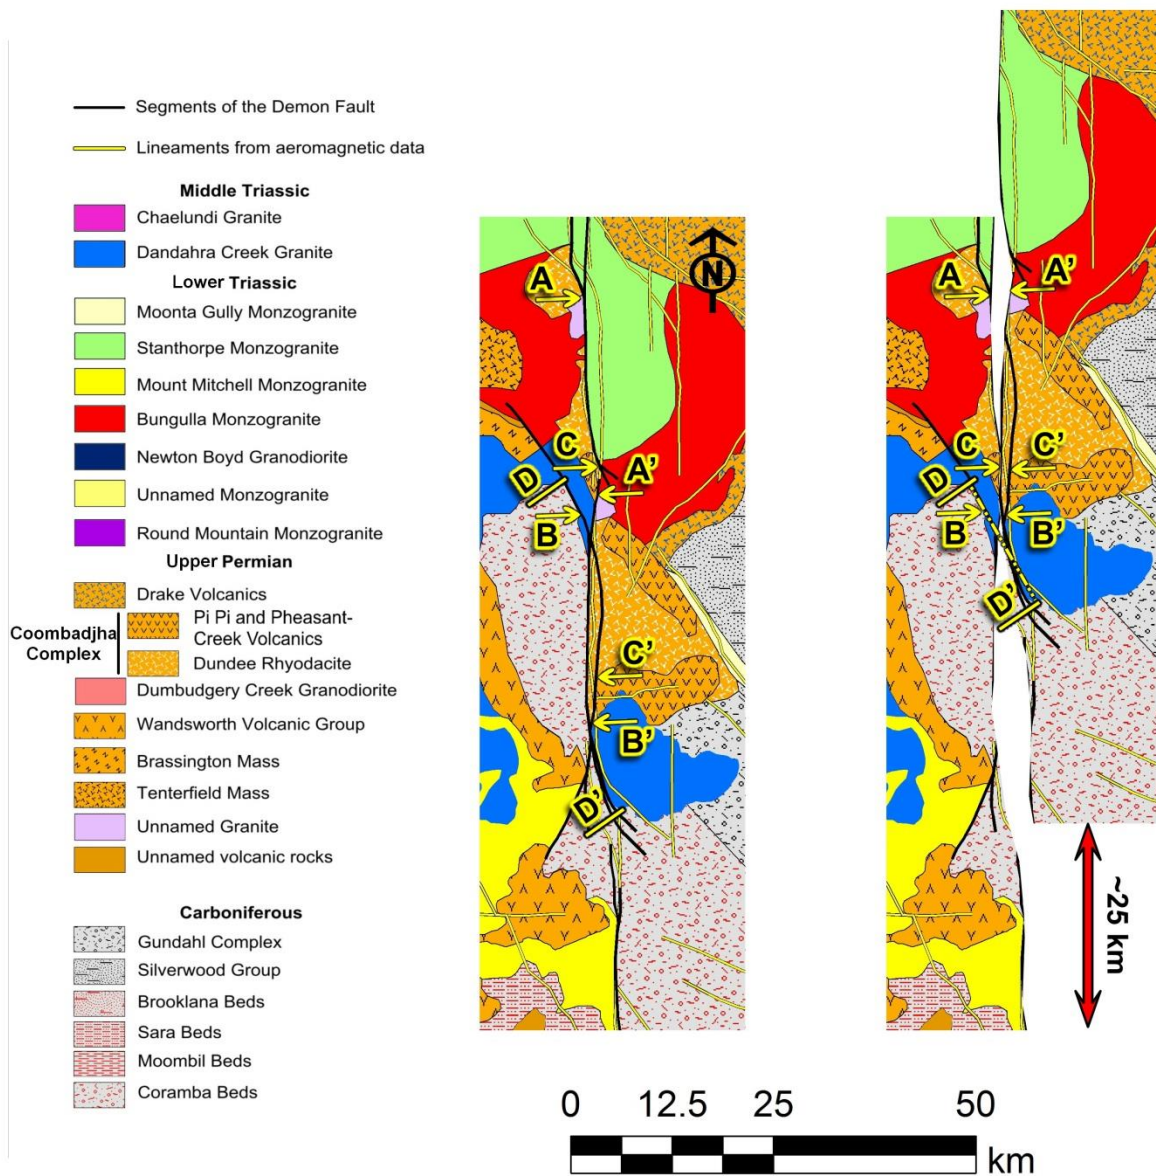 Segments of the Demon Fault
Lineaments from aeromagnetic data
Middle Triassic
Chaelundi Granite
Dandahra Creek Granite
Lower Triassic
Moonta Gully Monzogranite
Stanthorpe Monzogranite
Mount Mitchell Monzogranite
Bungulla Monzogranite
Newton Boyd Granodiorite
Unnamed Monzogranite
Round Mountain Monzogranite
Upper Permian
Drake Volcanics
Coombadjha
Complex
Pi Pi and Pheasant-
Creek Volcanics
Dundee Rhyodacite
Dumbudgery Creek Granodiorite
Wandsworth Volcanic Group
Brassington Mass
Tenterfield Mass
Unnamed Granite
Unnamed volcanic rocks
Carboniferous
Gundahl Complex
Silverwood Group
Brooklana Beds
Sara Beds
Moombil Beds
Coramba Beds
N
A
C
A'
D
B
C'
B'
D'
A
A'
C
C'
D
B
B'
D'
~25 km
0 12.5 25 50
km